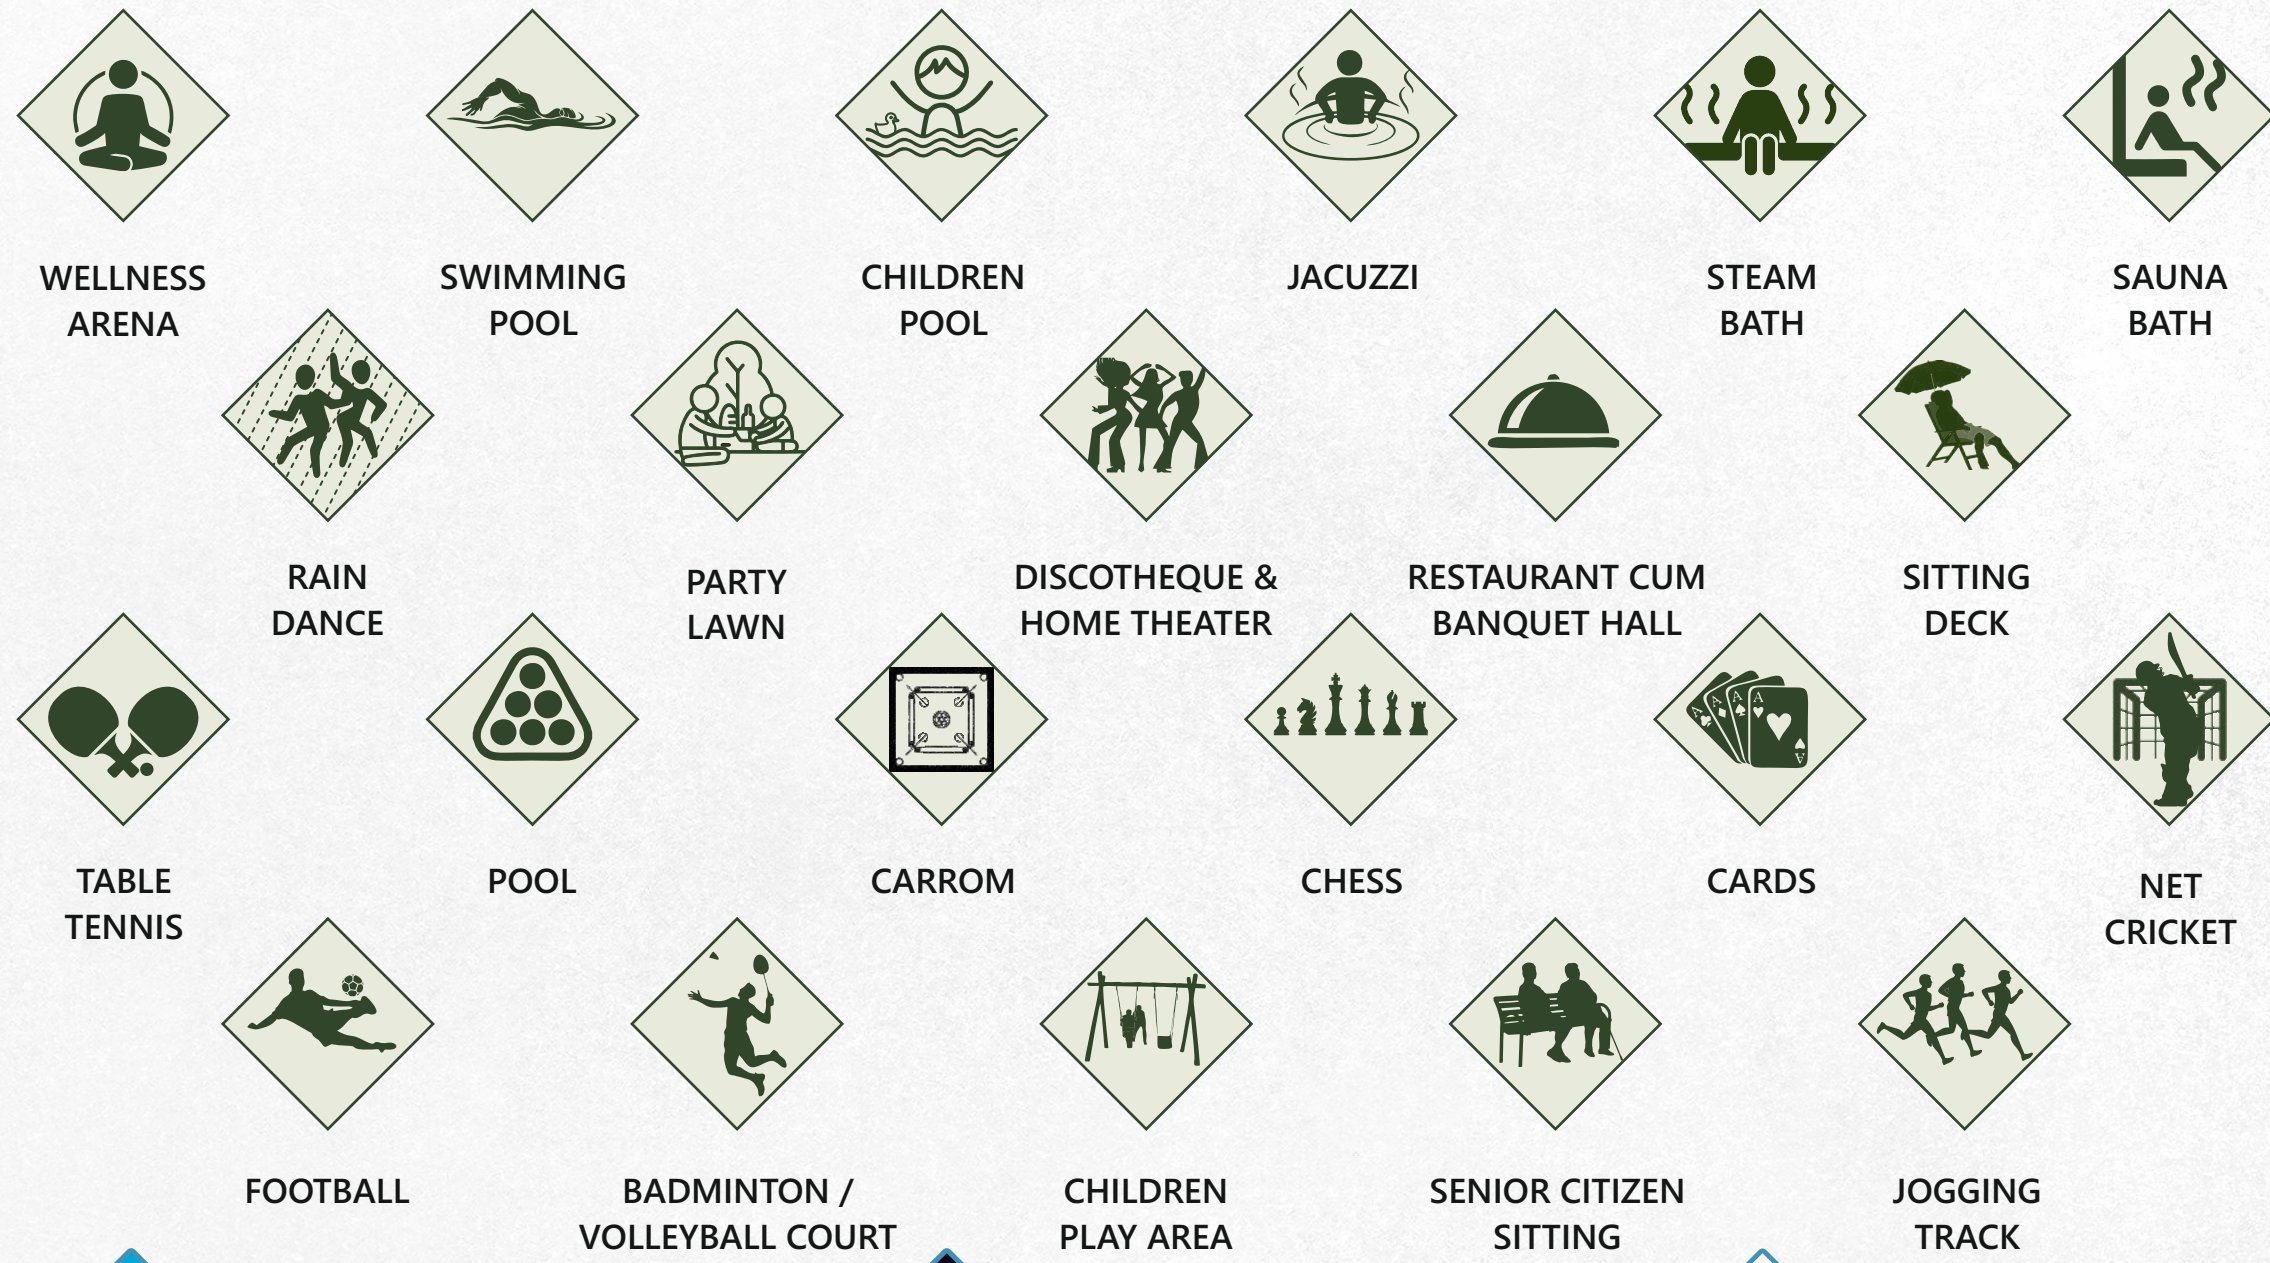 WELLNESS
ARENA
SWIMMING
POOL
CHILDREN
POOL
JACUZZI
STEAM
BATH
SAUNA
BATH
RAIN
DANCE
PARTY
LAWN
DISCOTHEQUE &
HOME THEATER
RESTAURANT CUM
BANQUET HALL
SITTING
DECK
TABLE
TENNIS
POOL
CARROM
CHESS
A
A
A
A
A
CARDS
NET
CRICKET
FOOTBALL
BADMINTON /
VOLLEYBALL COURT
CHILDREN
PLAY AREA
SENIOR CITIZEN
SITTING
JOGGING
TRACK